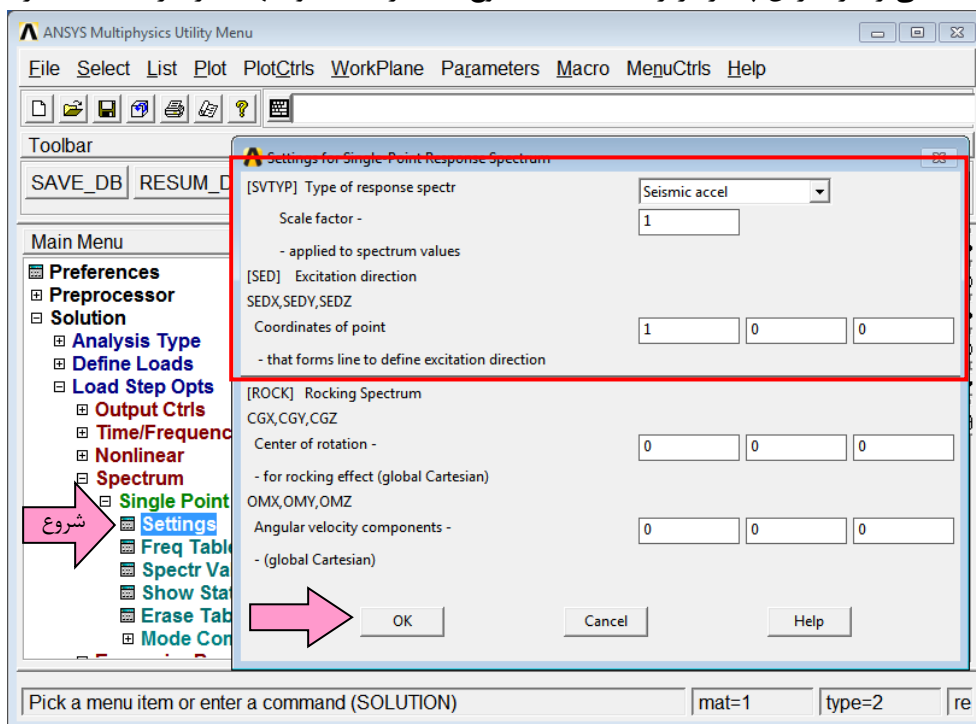 ANSYS Multiphysics Utility Menu
File Select List Plot PlotCtrls WorkPlane Parameters Macro MenuCtrls Help
Toolbar
SAVE_DB RESUM_D
Settings for Single-Point Response Spectrum
[SVTYP] Type of response spectr Seismic accel
Scale factor - 1
- applied to spectrum values
[SED] Excitation direction
SEDX,SEDY,SEDZ
Coordinates of point 1 0 0
- that forms line to define excitation direction
[ROCK] Rocking Spectrum
CGX,CGY,CGZ
Center of rotation - 0 0 0
- for rocking effect (global Cartesian)
OMX,OMY,OMZ
Angular velocity components - 0 0 0
- (global Cartesian)
OK Cancel Help
Main Menu
Preferences
Preprocessor
Solution
Analysis Type
Define Loads
Load Step Opts
Output Ctrls
Time/Frequenc
Nonlinear
Spectrum
Single Point
شروع
Settings
Freq Table
Spectr Va
Show Stat
Erase Tab
Mode Con
Pick a menu item or enter a command (SOLUTION) mat=1 type=2 re